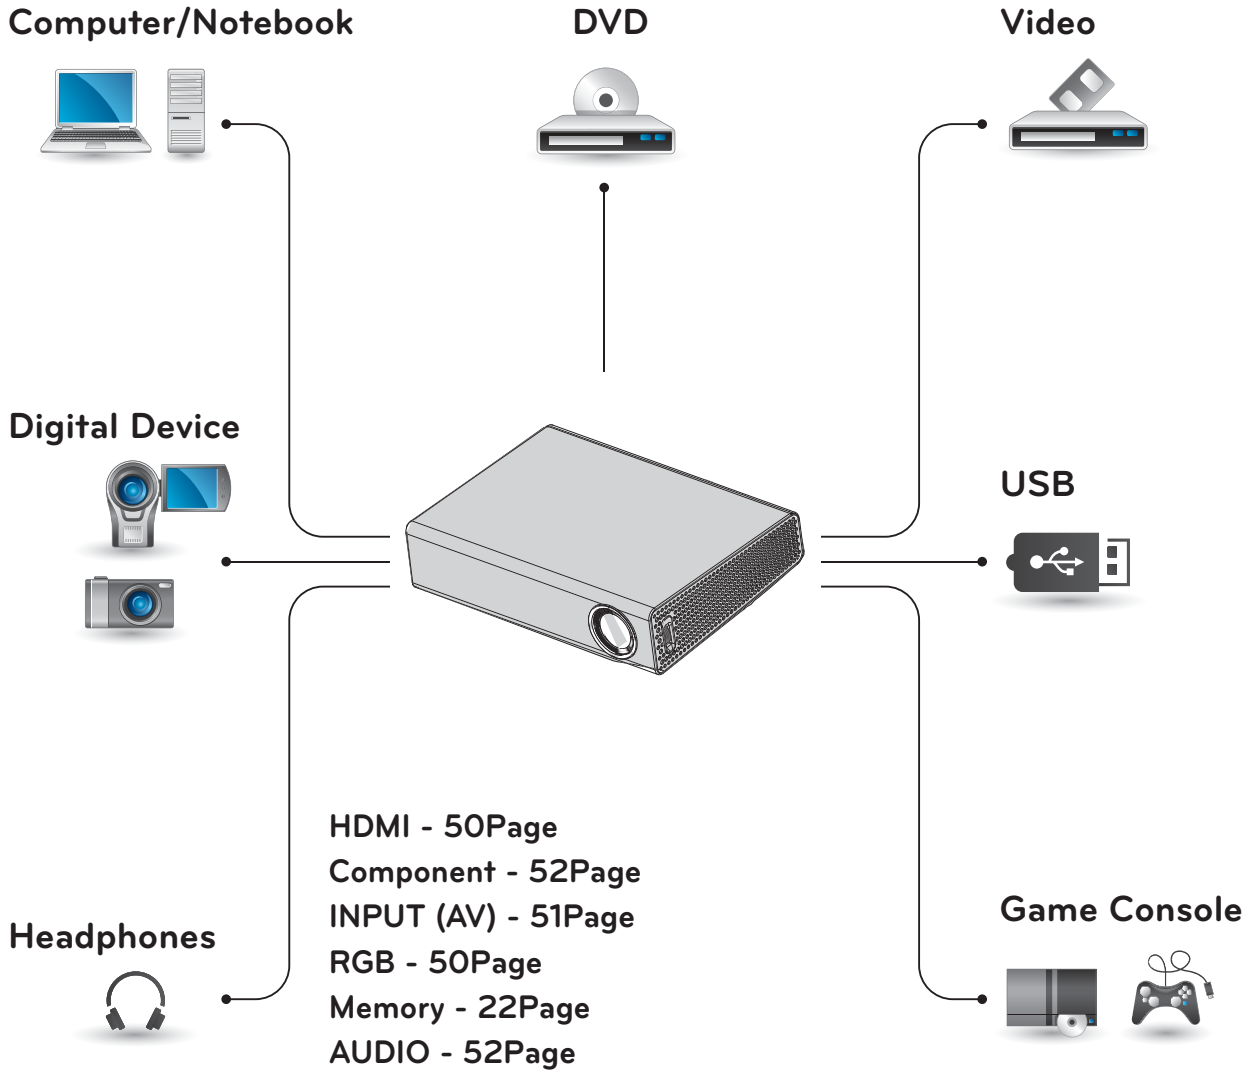 Computer/Notebook
DVD
Video
Digital Device
USB
HDMI - 50Page
Component - 52Page
INPUT (AV) - 51Page
RGB - 50Page
Memory - 22Page
AUDIO - 52Page
Headphones
Game Console